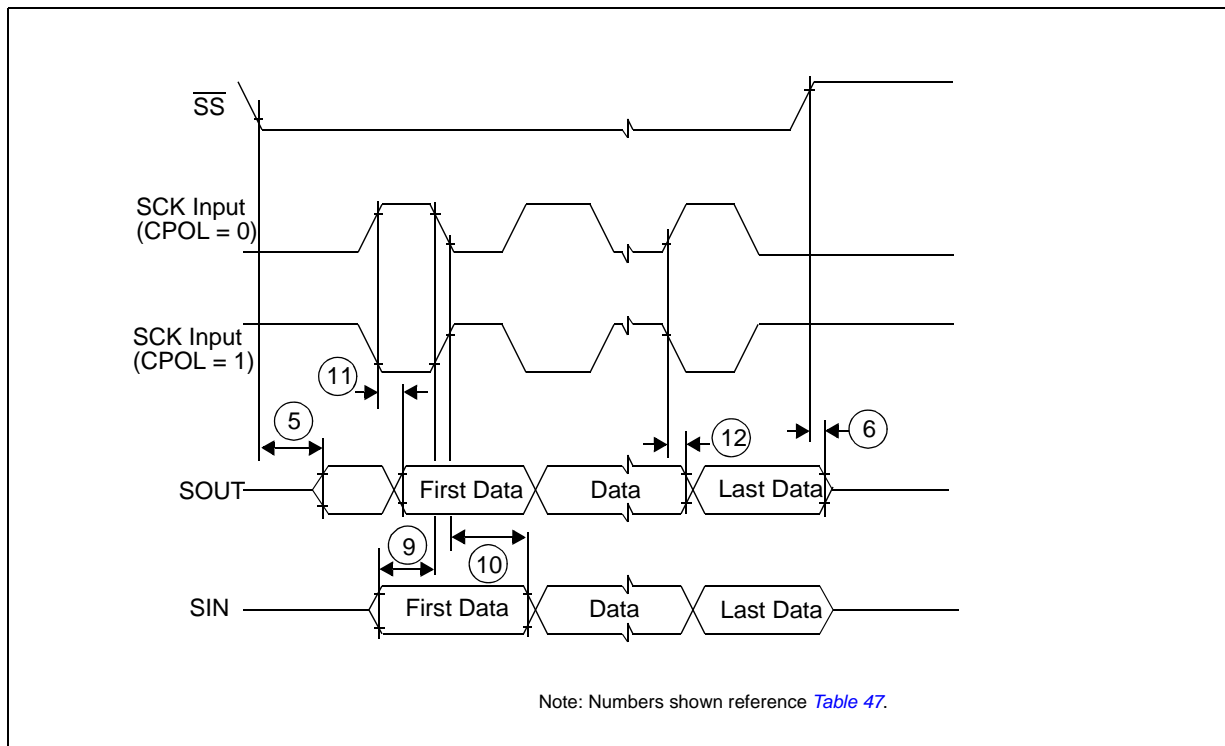 SS
SCK Input
(CPOL = 0)
SCK Input
(CPOL = 1)
11
5
12
6
SOUT
First Data
Data
Last Data
9
10
SIN
First Data
Data
Last Data
Note: Numbers shown reference Table 47.